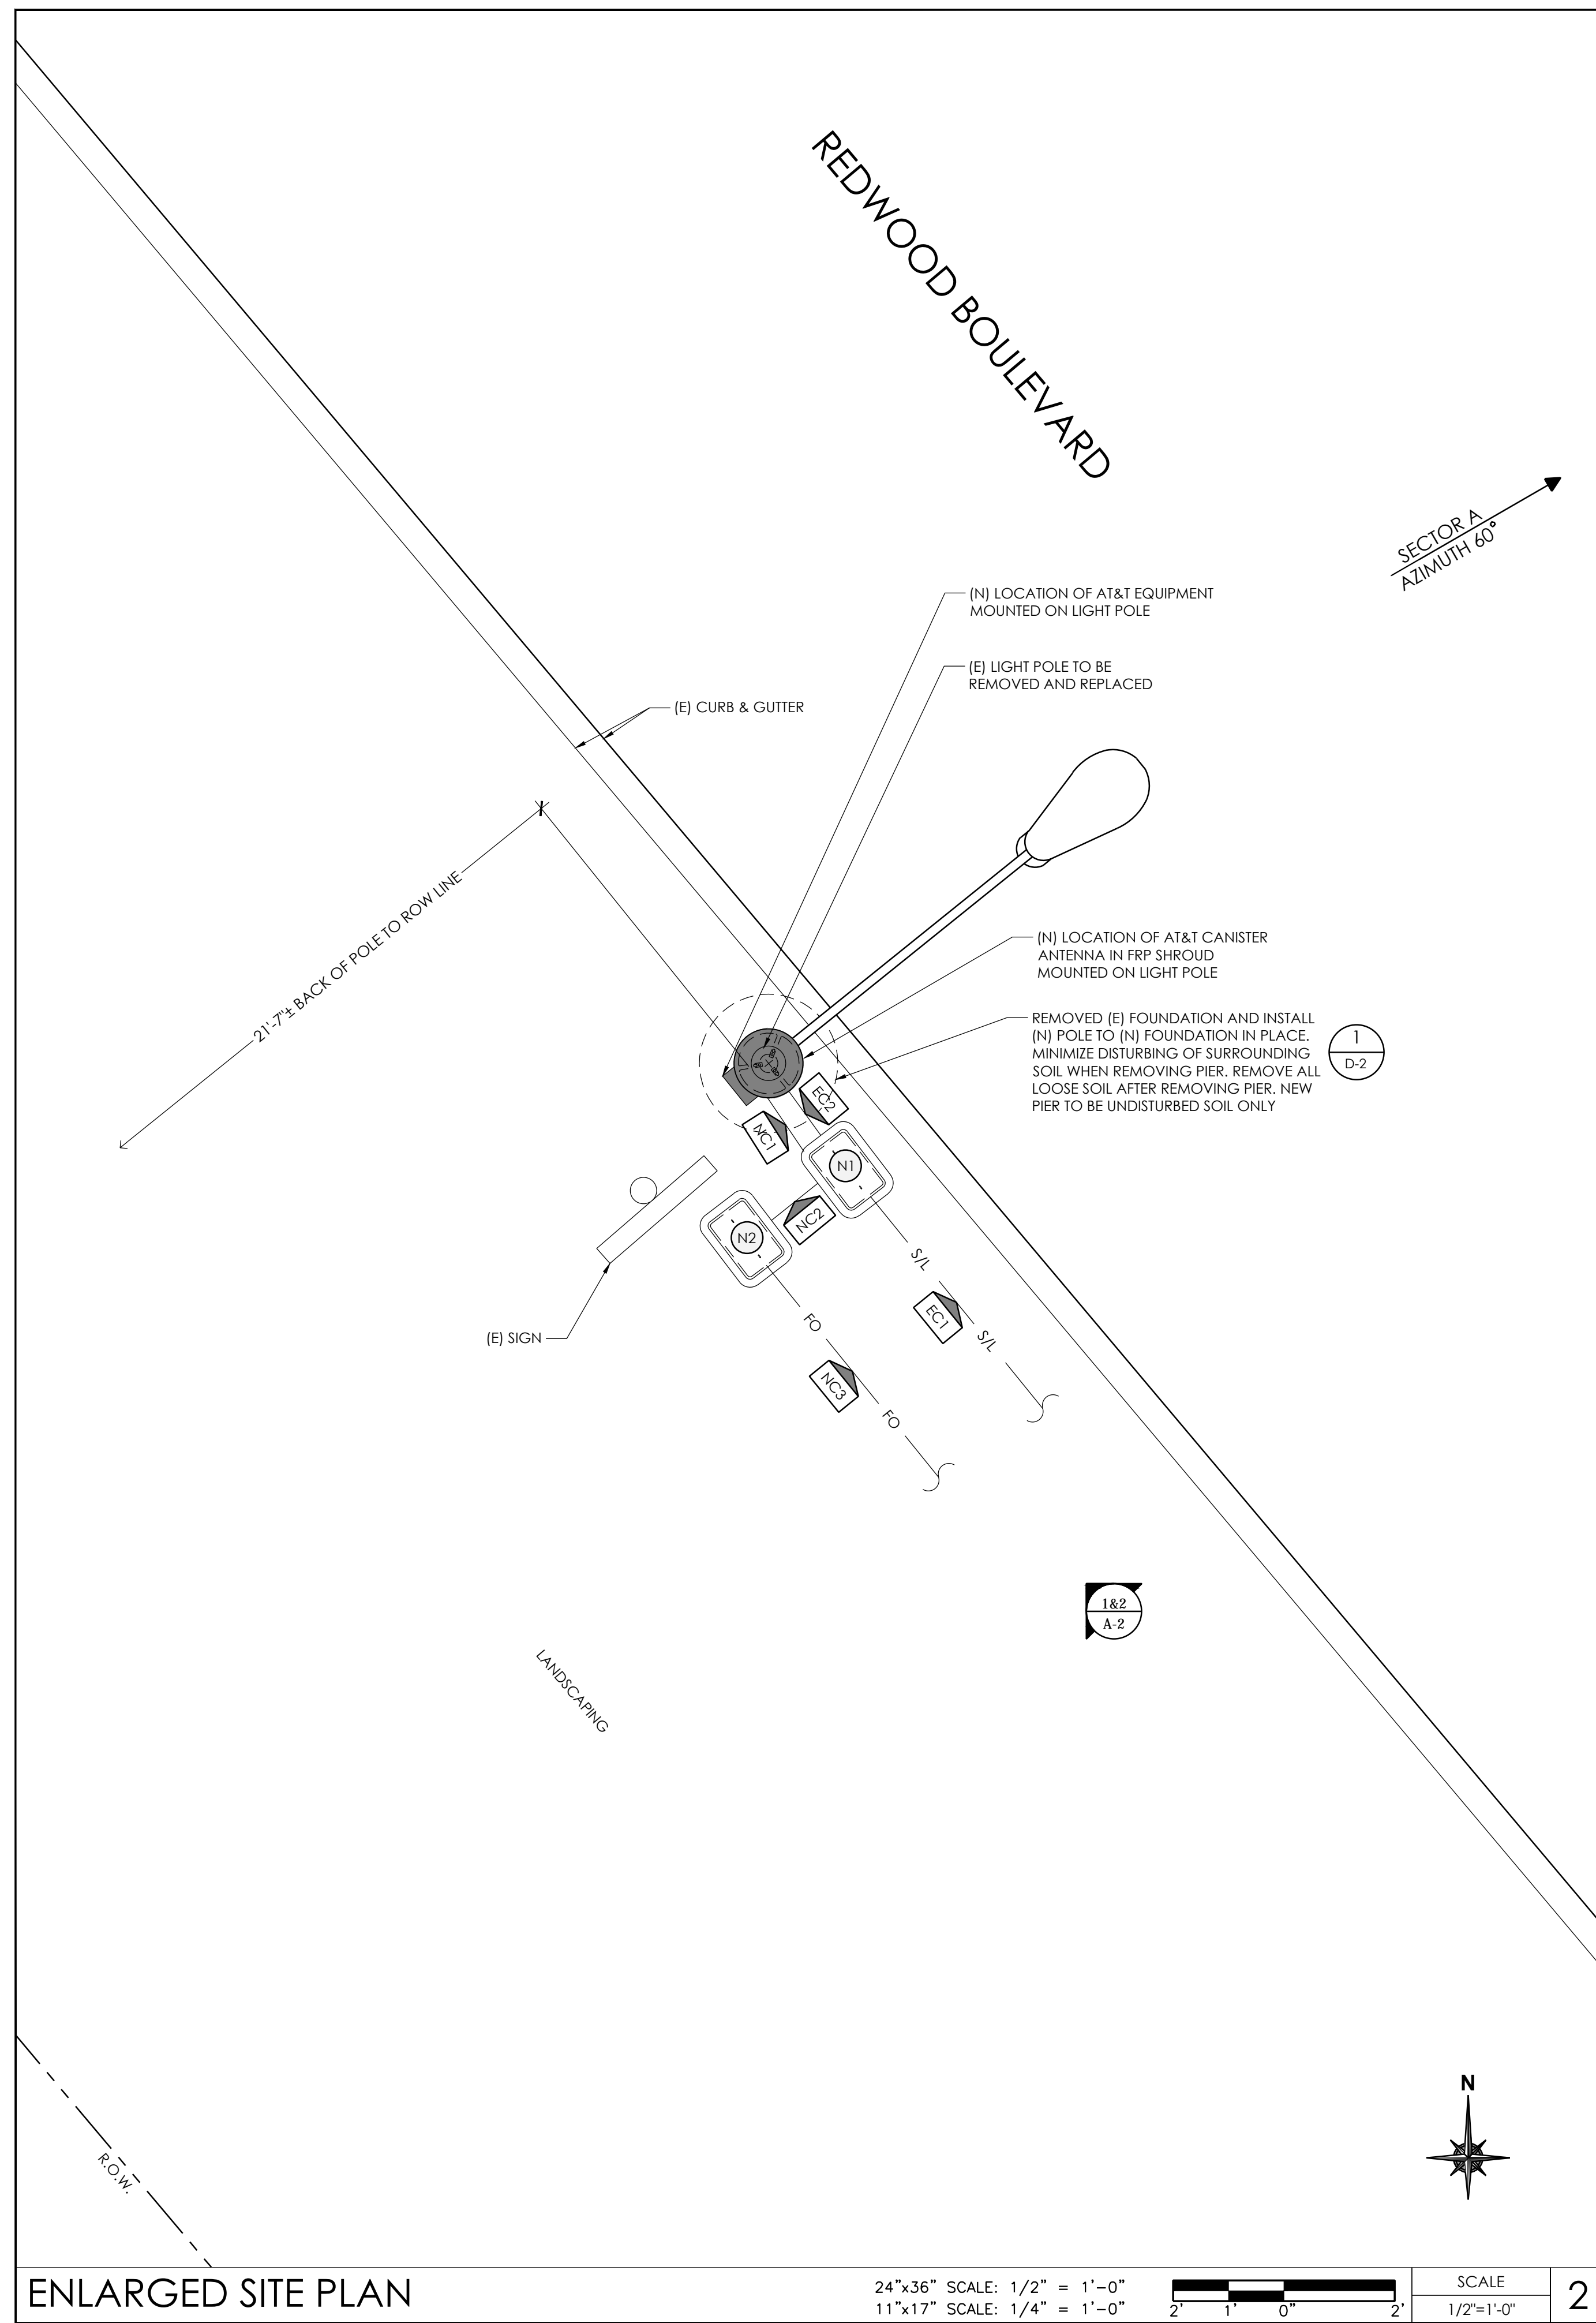 REDWOOD BOULEVARD
SECTOR A
AZIMUTH 60°
(N) LOCATION OF AT&T EQUIPMENT
MOUNTED ON LIGHT POLE
(E) LIGHT POLE TO BE
REMOVED AND REPLACED
(E) CURB & GUTTER
21'-7"± BACK OF POLE TO ROW LINE
(N) LOCATION OF AT&T CANISTER
ANTENNA IN FRP SHROUD
MOUNTED ON LIGHT POLE
REMOVED (E) FOUNDATION AND INSTALL
(N) POLE TO (N) FOUNDATION IN PLACE.
MINIMIZE DISTURBING OF SURROUNDING
SOIL WHEN REMOVING PIER. REMOVE ALL
LOOSE SOIL AFTER REMOVING PIER. NEW
PIER TO BE UNDISTURBED SOIL ONLY
1
D-2
EC2
NC1
N1
NC2
N2
S/L
EC1
S/L
FO
NC3
FO
(E) SIGN
1&2
A-2
LANDSCAPING
N
R.O.W.
ENLARGED SITE PLAN
24"x36" SCALE: 1/2" = 1'-0"
11"x17" SCALE: 1/4" = 1'-0"
2' 1' 0" 2'
SCALE
1/2"=1'-0"
2